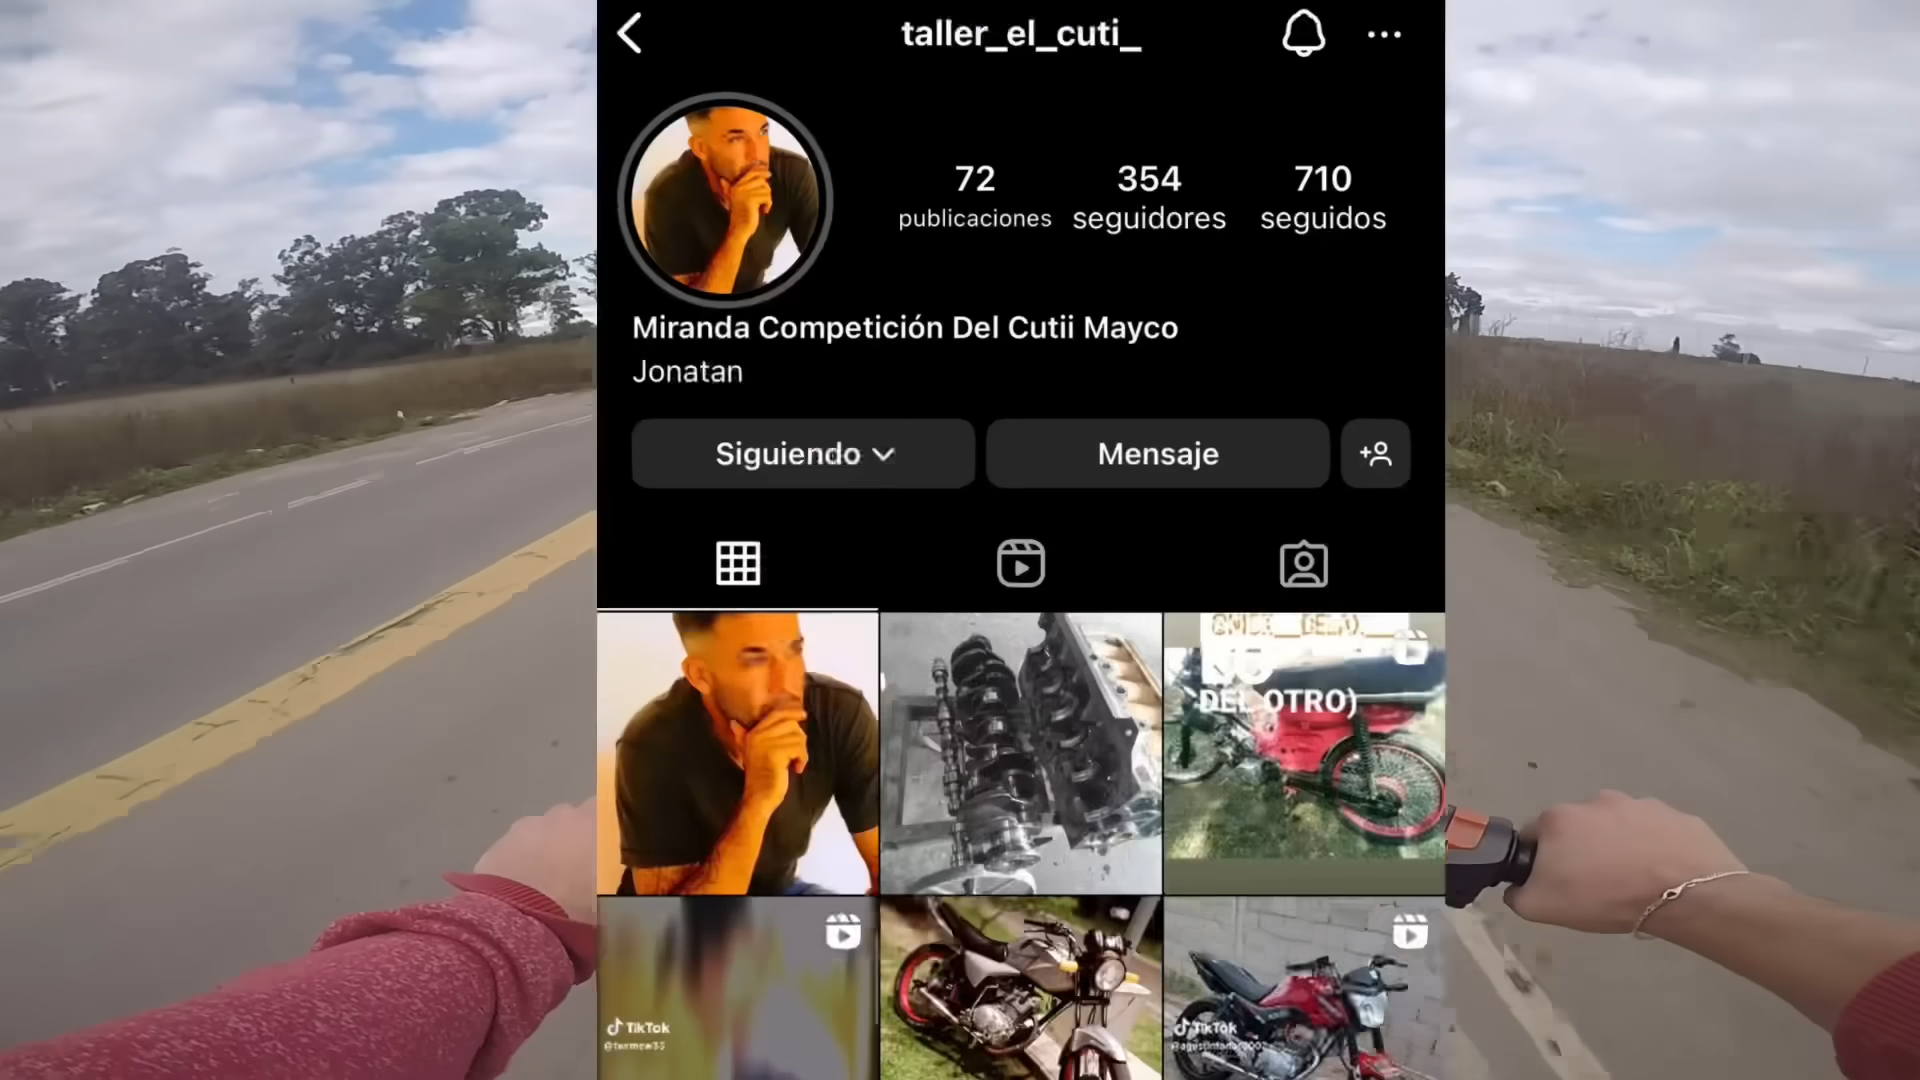 taller_el_cuti_
72
354
710
publicaciones
seguidores
seguidos
Miranda Competición Del Cutii Mayco
Jonatan
Siguiendo
Mensaje
DEL OTRO)
TikTok
TikTok